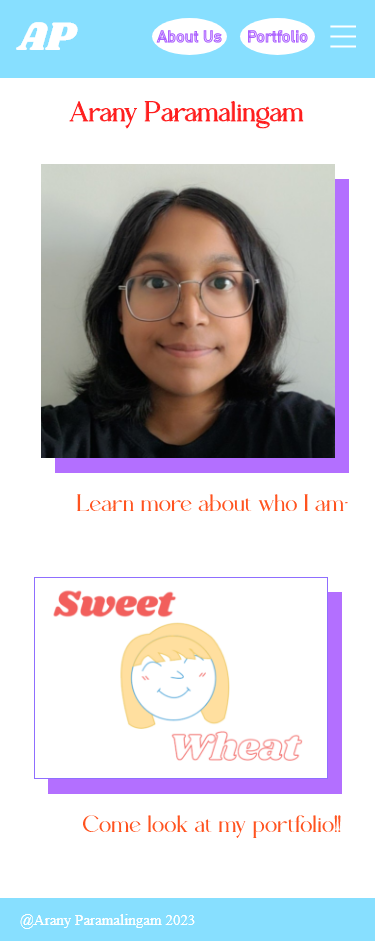 AP
About Us
Portfolio
Arany Paramalingam
Learn more about who I am-
Sweet
Wheat
Come look at my portfolio!!
@Arany Paramalingam 2023